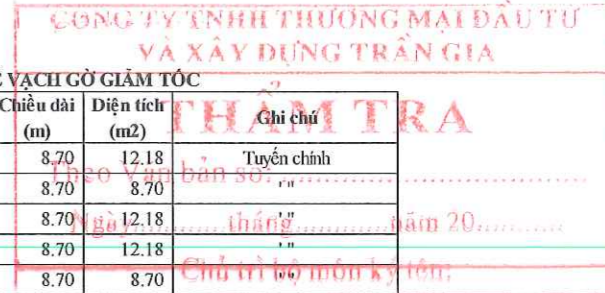 CÔNG TY TNHH THƯƠNG MẠI ĐẦU TƯ
VÀ XÂY DỰNG TRẦN GIA
THẨM TRA
Theo Văn bản số:
Ngày tháng năm 20
Chủ trì bộ môn ký tên:
VẠCH GỜ GIẢM TỐC
Chiều dài (m) Diện tích (m2) Ghi chú
8.70 12.18 Tuyến chính
8.70 8.70 '"
8.70 12.18 '"
8.70 12.18 '"
8.70 8.70 '"